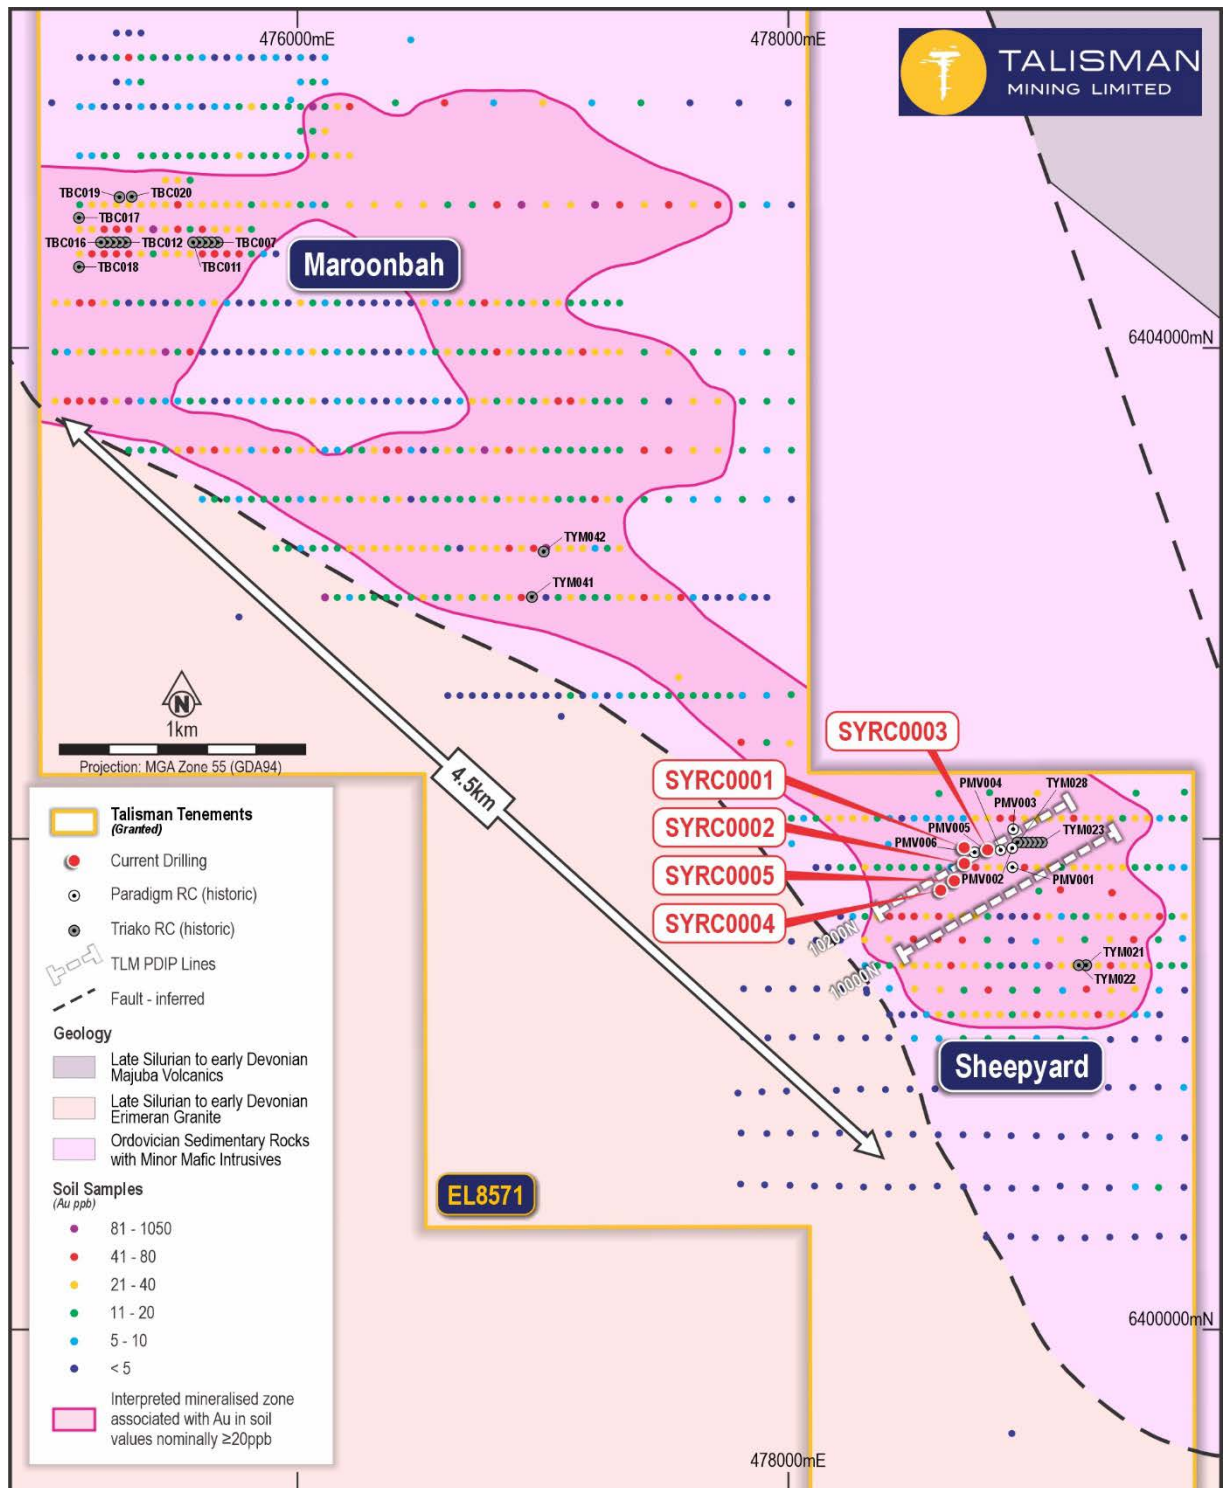 476000mE
478000mE
TALISMAN
MINING LIMITED
TBC019
TBC020
TBC017
TBC016
TBC012
TBC007
TBC018
TBC011
Maroonbah
6404000mN
TYM042
TYM041
N
1km
Projection: MGA Zone 55 (GDA94)
4.5km
SYRC0003
SYRC0001
SYRC0002
SYRC0005
SYRC0004
PMV004
TYM028
PMV003
PMV005
TYM023
PMV006
PMV002
PMV001
10200N
10000N
TYM021
TYM022
Sheepyard
EL8571
6400000mN
478000mE
Talisman Tenements
(Granted)
Current Drilling
Paradigm RC (historic)
Triako RC (historic)
TLM PDIP Lines
Fault - inferred
Geology
Late Silurian to early Devonian
Majuba Volcanics
Late Silurian to early Devonian
Erimeran Granite
Ordovician Sedimentary Rocks
with Minor Mafic Intrusives
Soil Samples
(Au ppb)
81 - 1050
41 - 80
21 - 40
11 - 20
5 - 10
< 5
Interpreted mineralised zone
associated with Au in soil
values nominally ≥20ppb